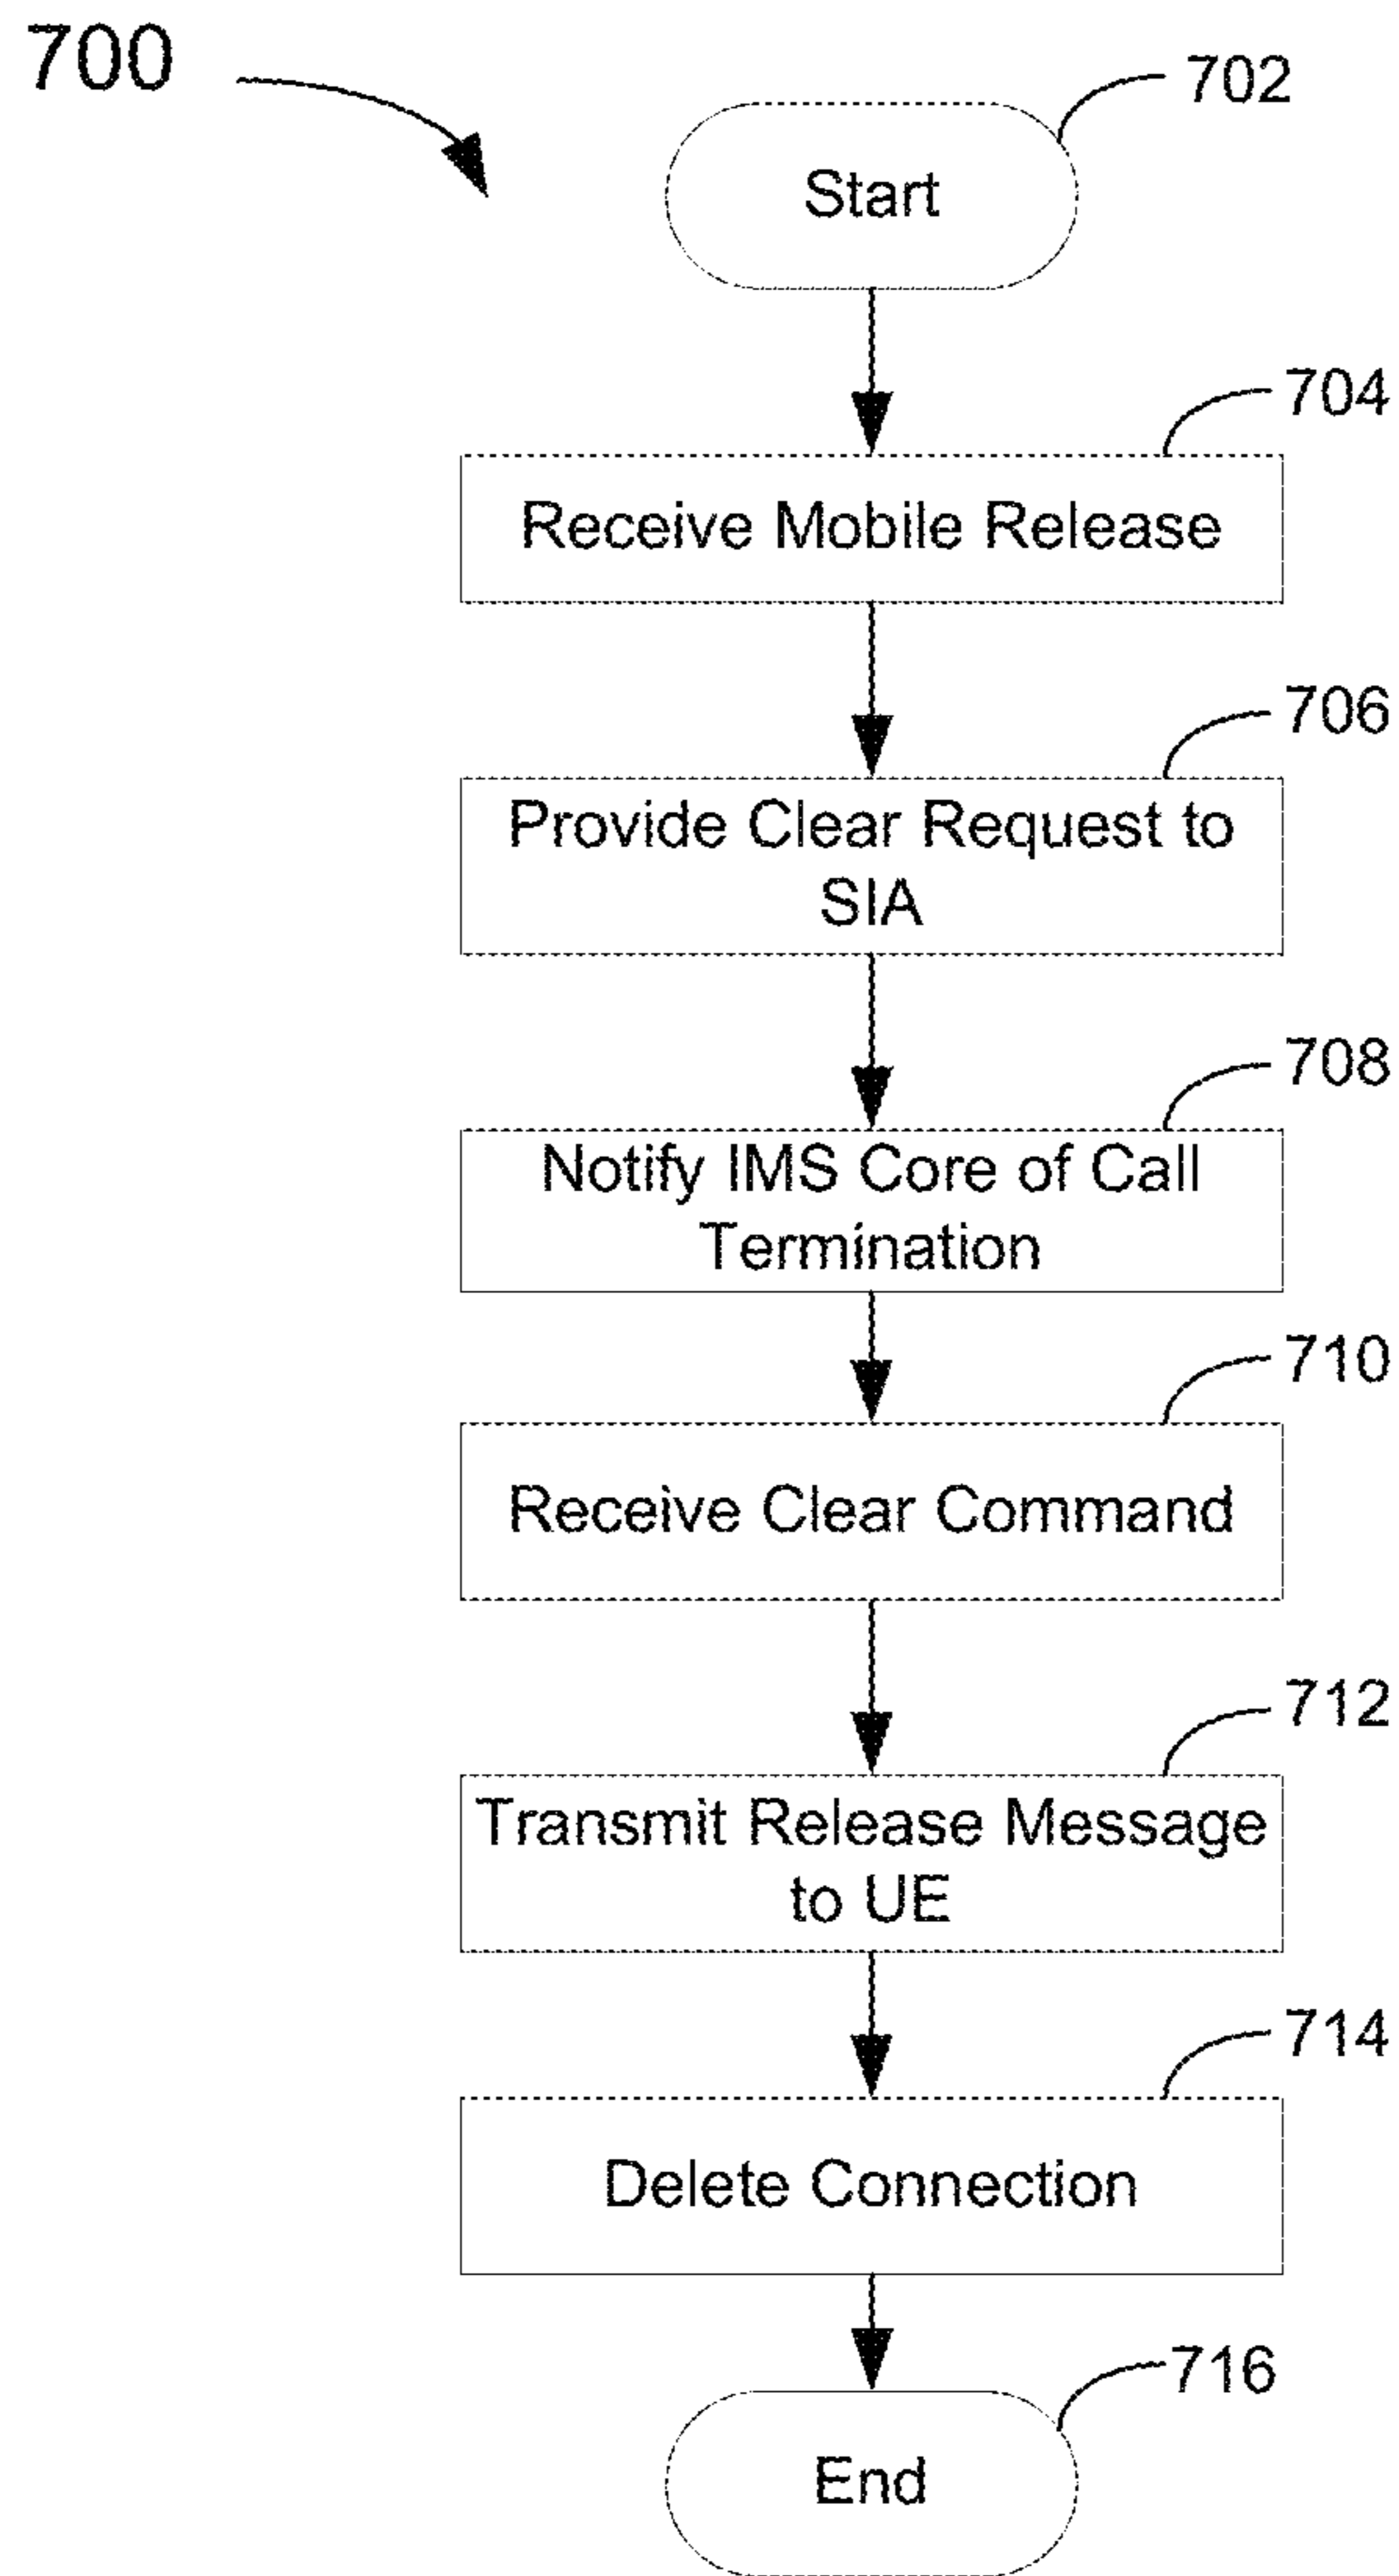 700
702
Start
704
Receive Mobile Release
706
Provide Clear Request to
SIA
708
Notify IMS Core of Call
Termination
710
Receive Clear Command
712
Transmit Release Message
to UE
714
Delete Connection
716
End